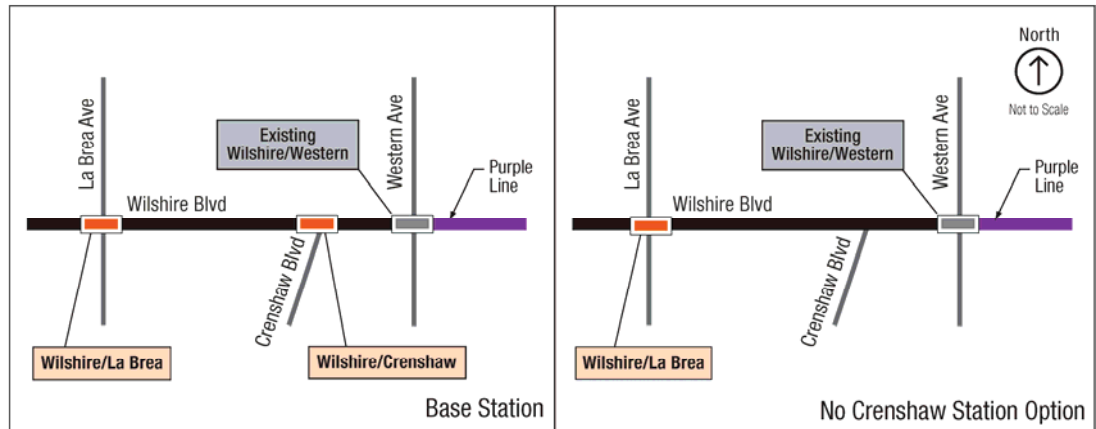 La Brea Ave
Existing
Wilshire/Western
Western Ave
Purple
Line
Wilshire Blvd
Crenshaw Blvd
Wilshire/La Brea
Wilshire/Crenshaw
Base Station
North
Not to Scale
La Brea Ave
Existing
Wilshire/Western
Western Ave
Purple
Line
Wilshire Blvd
Crenshaw Blvd
Wilshire/La Brea
No Crenshaw Station Option